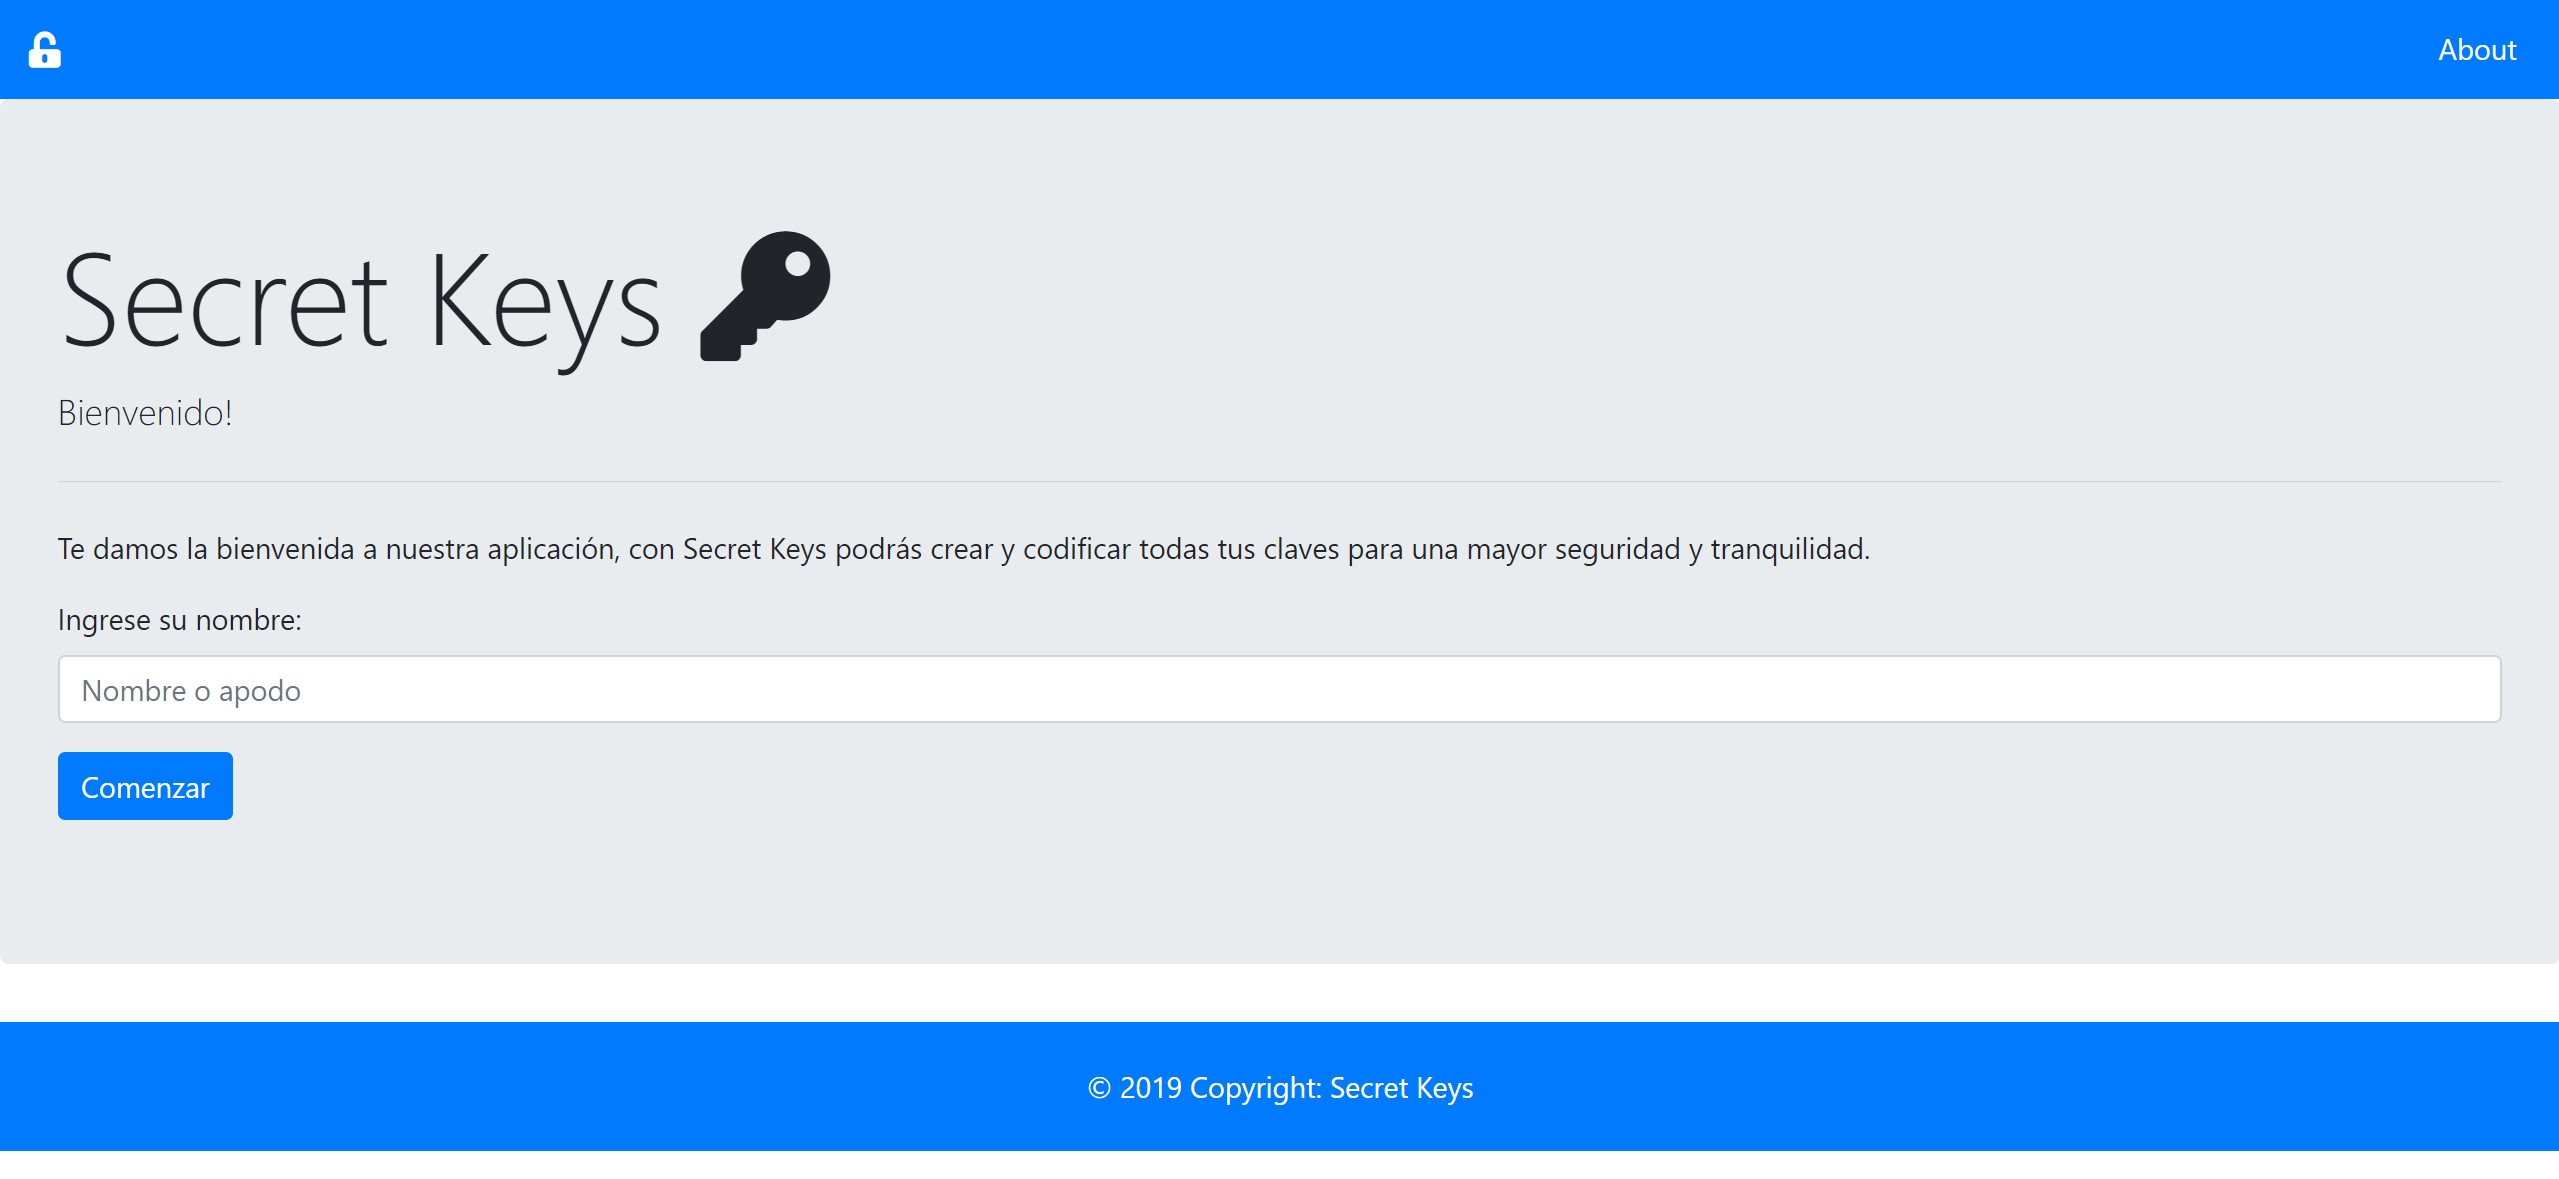 About
Secret Keys
Bienvenido!
Te damos la bienvenida a nuestra aplicación, con Secret Keys podrás crear y codificar todas tus claves para una mayor seguridad y tranquilidad.
Ingrese su nombre:
Nombre o apodo
Comenzar
© 2019 Copyright: Secret Keys